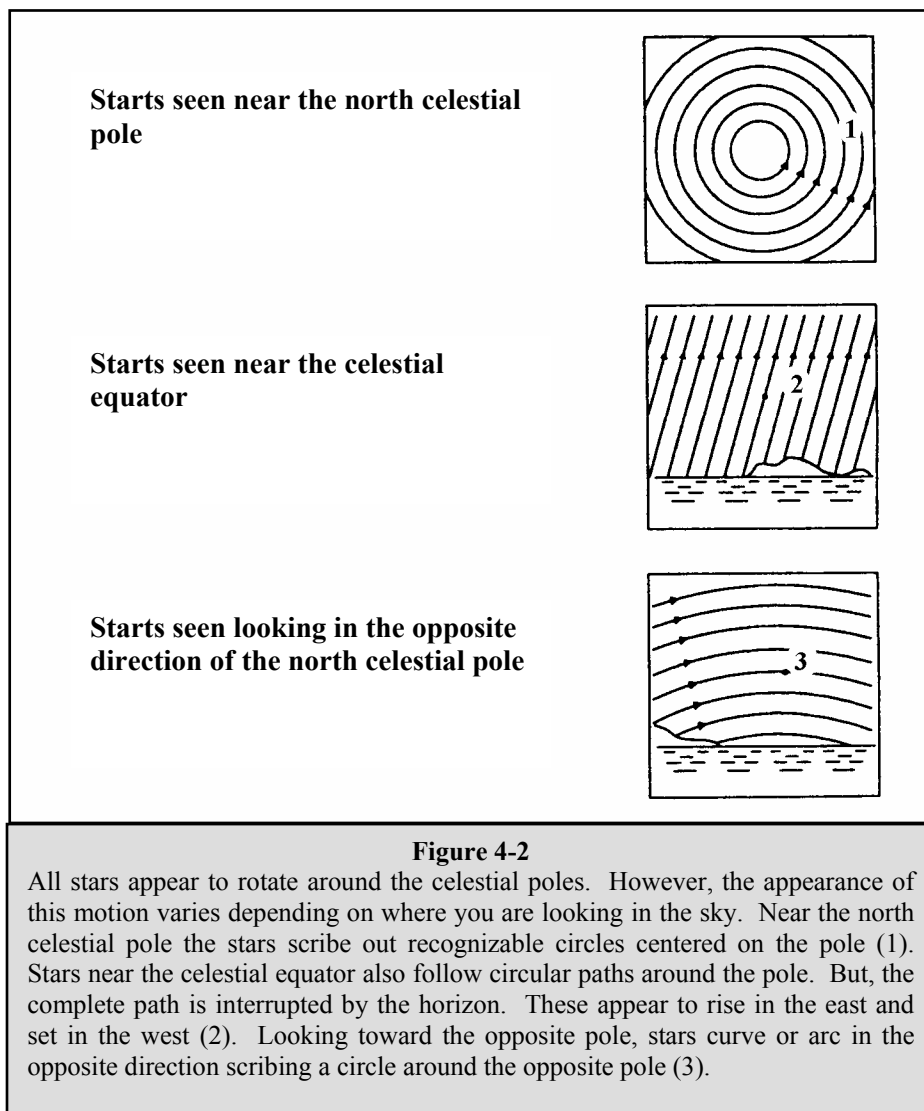 Starts seen near the north celestial
pole
1
Starts seen near the celestial
equator
2
Starts seen looking in the opposite
direction of the north celestial pole
3
Figure 4-2
All stars appear to rotate around the celestial poles. However, the appearance of
this motion varies depending on where you are looking in the sky. Near the north
celestial pole the stars scribe out recognizable circles centered on the pole (1).
Stars near the celestial equator also follow circular paths around the pole. But, the
complete path is interrupted by the horizon. These appear to rise in the east and
set in the west (2). Looking toward the opposite pole, stars curve or arc in the
opposite direction scribing a circle around the opposite pole (3).